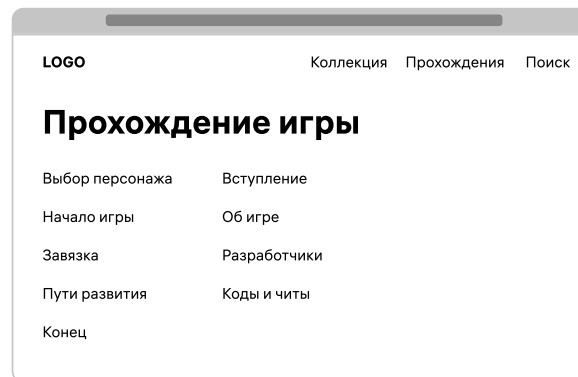 LOGO Коллекция Прохождения Поиск
Прохождение игры
Выбор персонажа Вступление
Начало игры Об игре
Завязка Разработчики
Пути развития Коды и читы
Конец